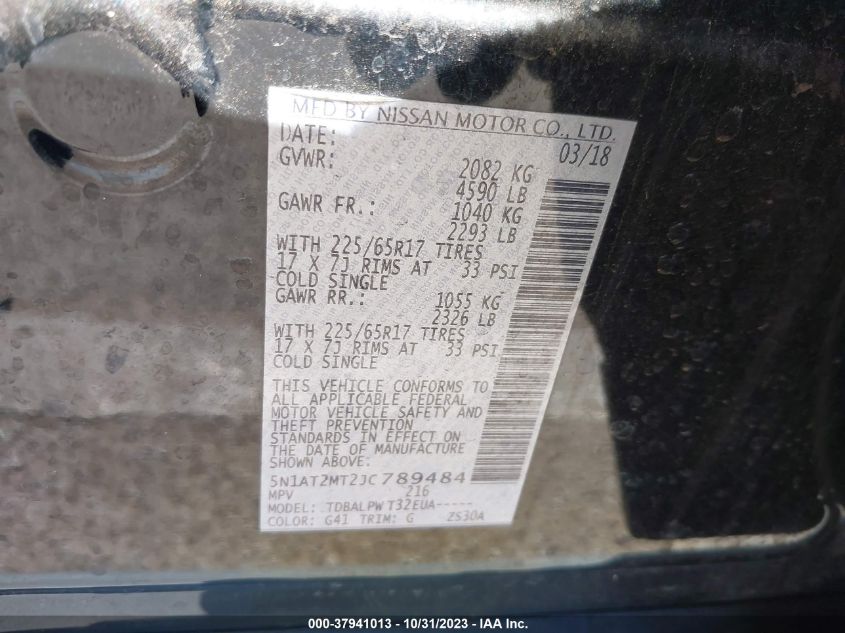 MFD BY NISSAN MOTOR CO., LTD.
DATE: 03/18
GVWR: 2082 KG
4590 LB
GAWR FR.: 1040 KG
2293 LB
WITH 225/65R17 TIRES
17 X 7J RIMS AT 33 PSI
COLD SINGLE
GAWR RR.: 1055 KG
2326 LB
WITH 225/65R17 TIRES
17 X 7J RIMS AT 33 PSI
COLD SINGLE
THIS VEHICLE CONFORMS TO
ALL APPLICABLE FEDERAL
MOTOR VEHICLE SAFETY AND
THEFT PREVENTION
STANDARDS IN EFFECT ON
THE DATE OF MANUFACTURE
SHOWN ABOVE.
5N1AT2MT2JC789484
MPV 216
MODEL: TDBALPWT32EUA-----
COLOR: G41 TRIM: G ZS30A
000-37941013 - 10/31/2023 - IAA Inc.